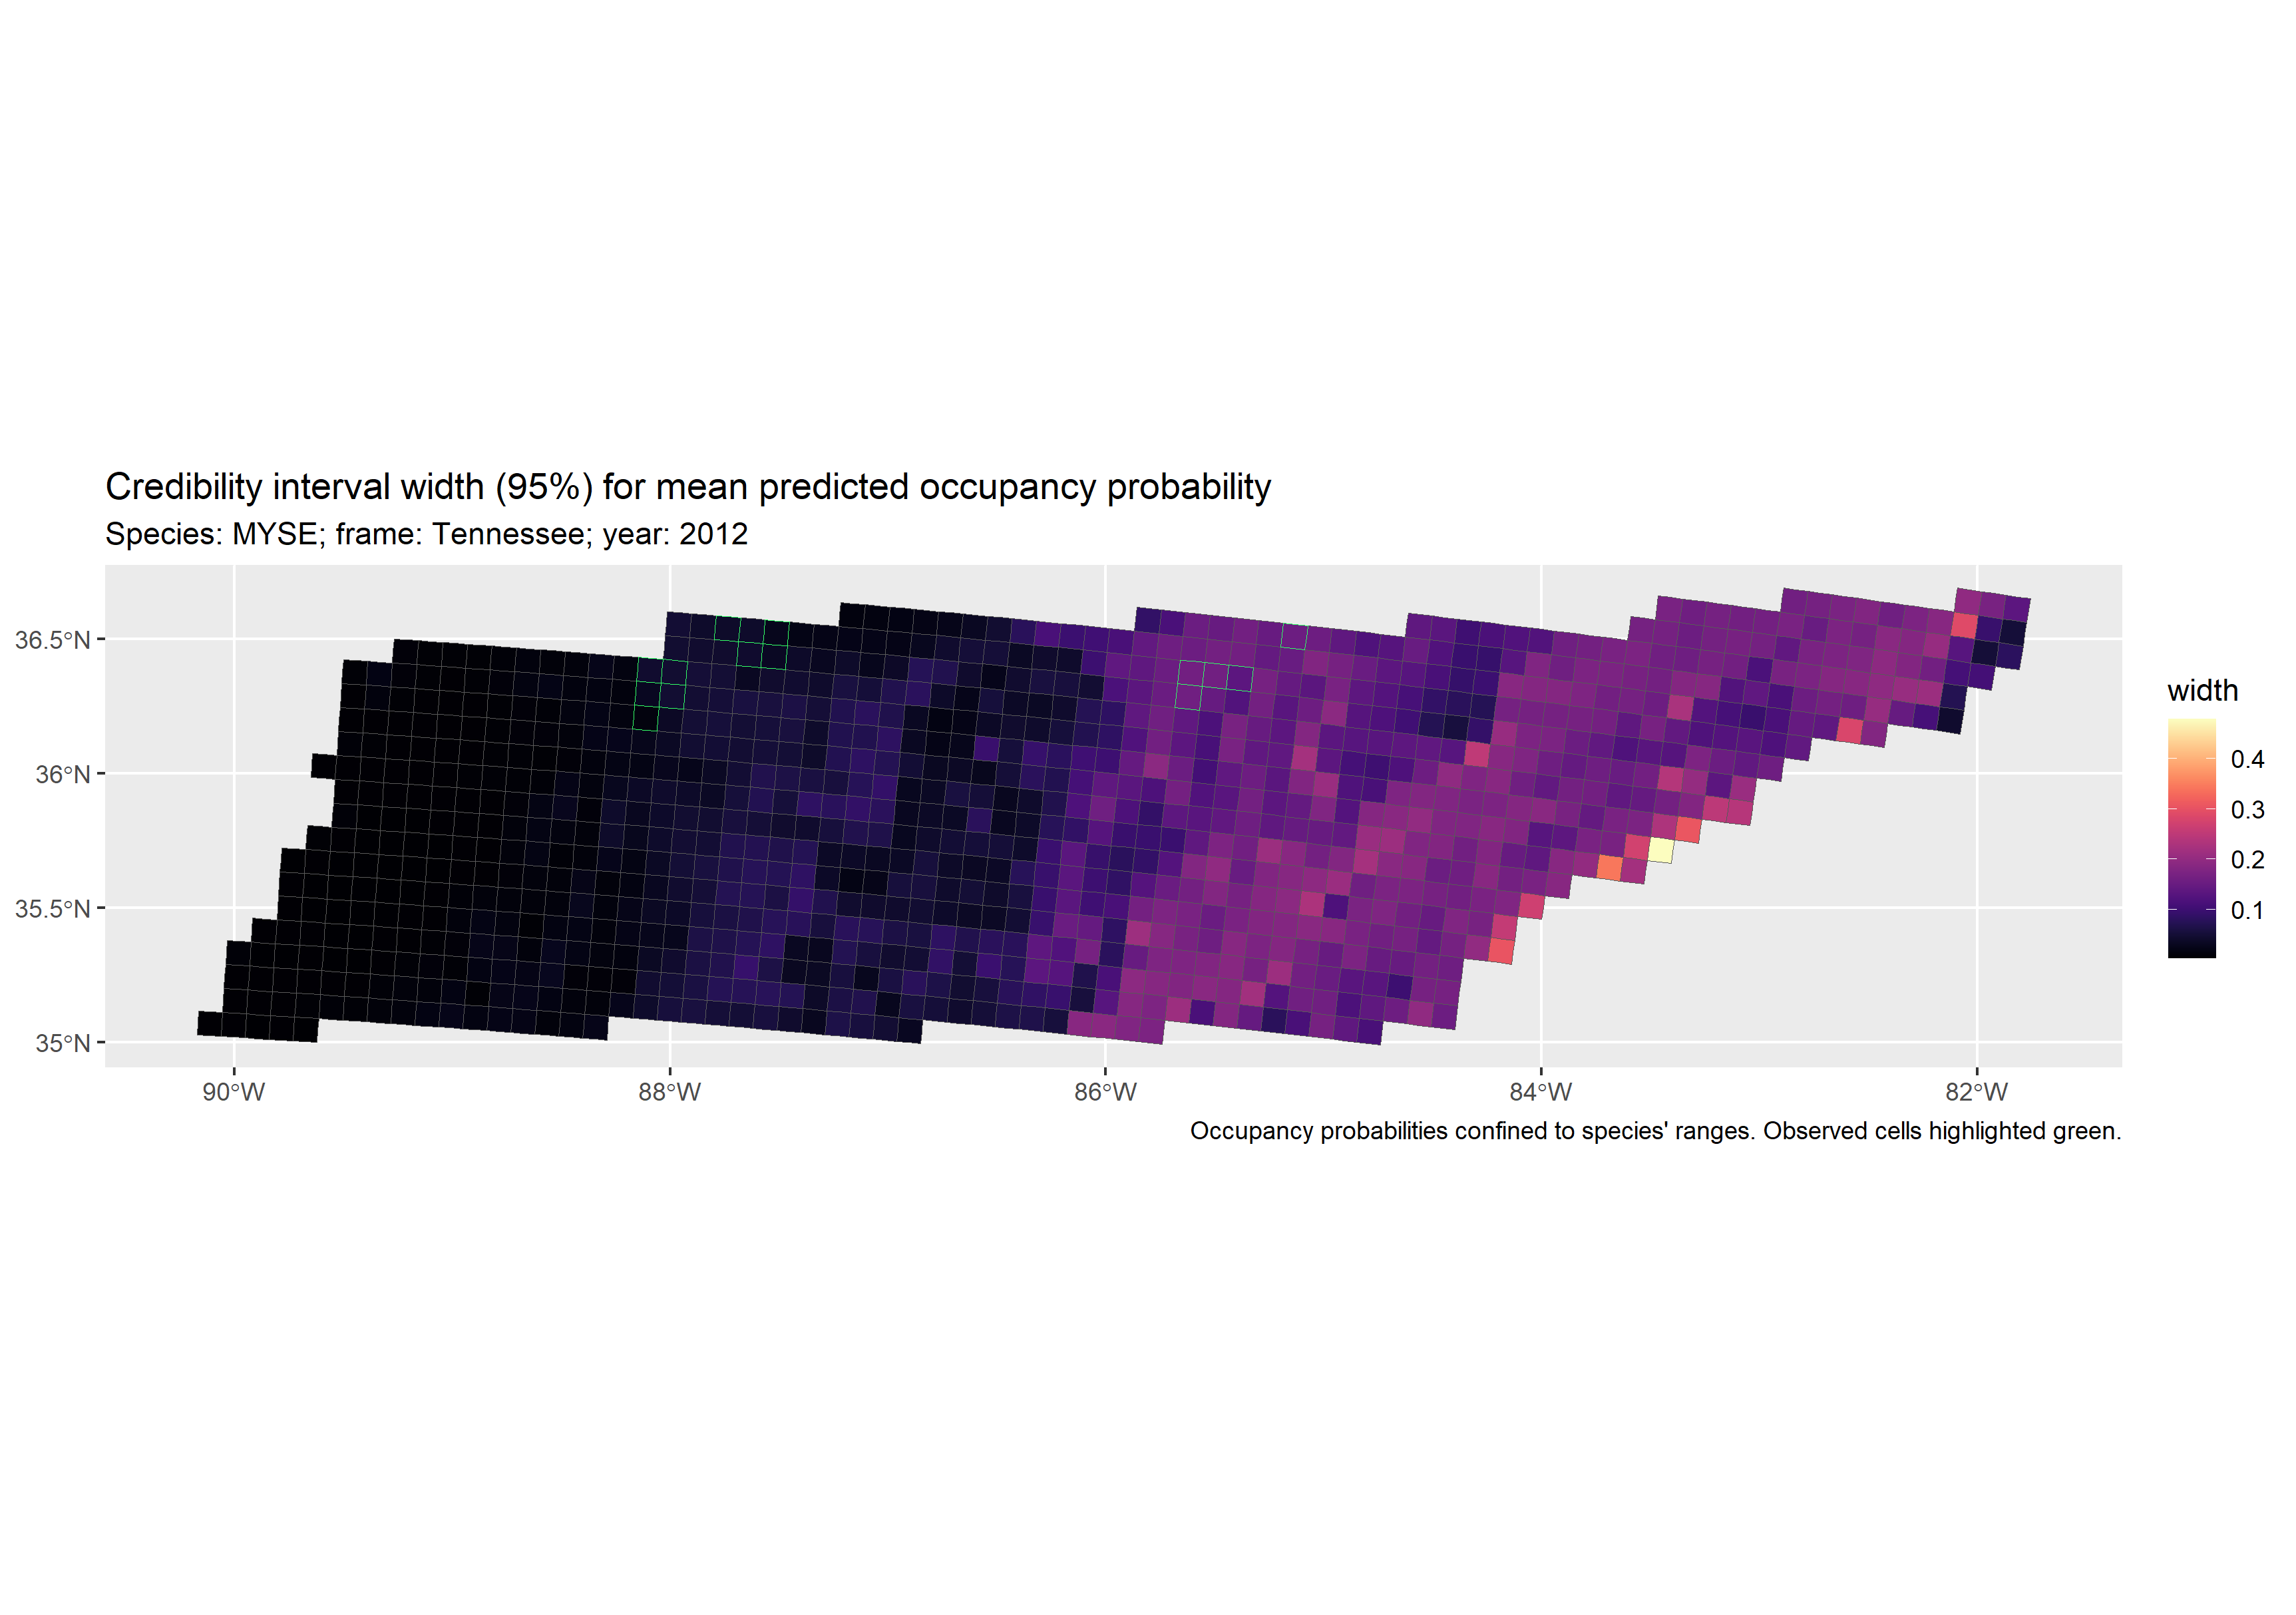 Credibility interval width (95%) for mean predicted occupancy probability
Species: MYSE; frame: Tennessee; year: 2012
36.5°N
36°N
35.5°N
35°N
90°W
88°W
86°W
84°W
82°W
width
0.4
0.3
0.2
0.1
Occupancy probabilities confined to species' ranges. Observed cells highlighted green.